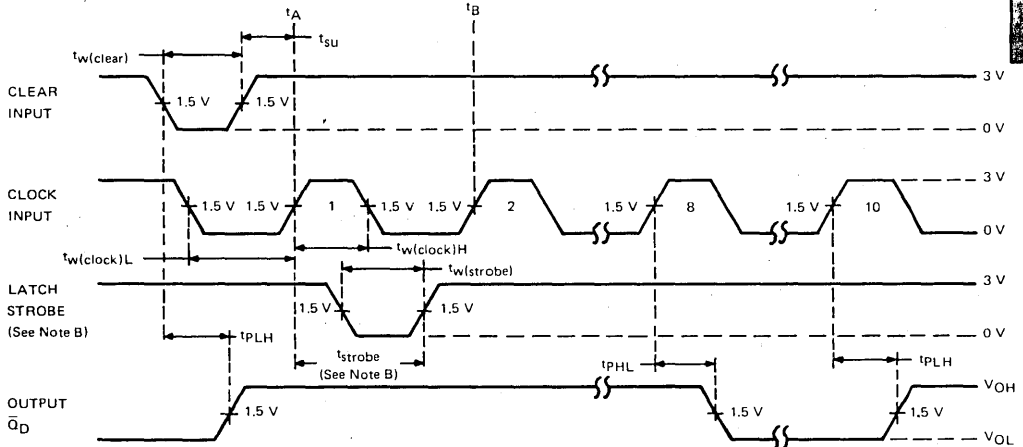 tA
tB
tsu
tw(clear)
CLEAR
INPUT
1.5 V
1.5 V
3 V
0 V
CLOCK
INPUT
1.5 V
1.5 V
1
1.5 V
1.5 V
2
1.5 V
8
1.5 V
10
3 V
0 V
tw(clock)L
tw(clock)H
tw(strobe)
LATCH
STROBE
(See Note B)
1.5 V
1.5 V
3 V
0 V
tPLH
tstrobe
(See Note B)
tPHL
tPLH
OUTPUT
Q̅D
1.5 V
1.5 V
1.5 V
VOH
VOL